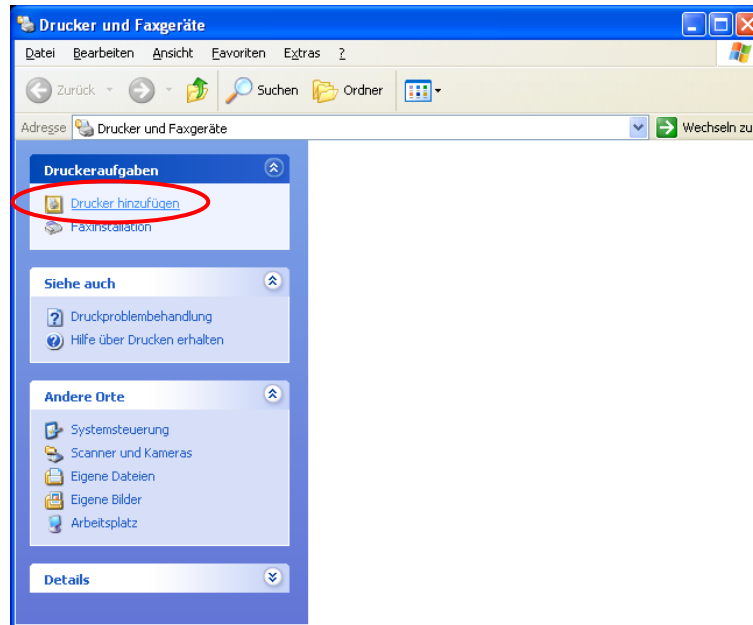 Drucker und Faxgeräte
Datei Bearbeiten Ansicht Favoriten Extras ?
Zurück Suchen Ordner
Adresse Drucker und Faxgeräte Wechseln zu
Druckeraufgaben
Drucker hinzufügen
Faxinstallation
Siehe auch
Druckproblembehandlung
Hilfe über Drucken erhalten
Andere Orte
Systemsteuerung
Scanner und Kameras
Eigene Dateien
Eigene Bilder
Arbeitsplatz
Details